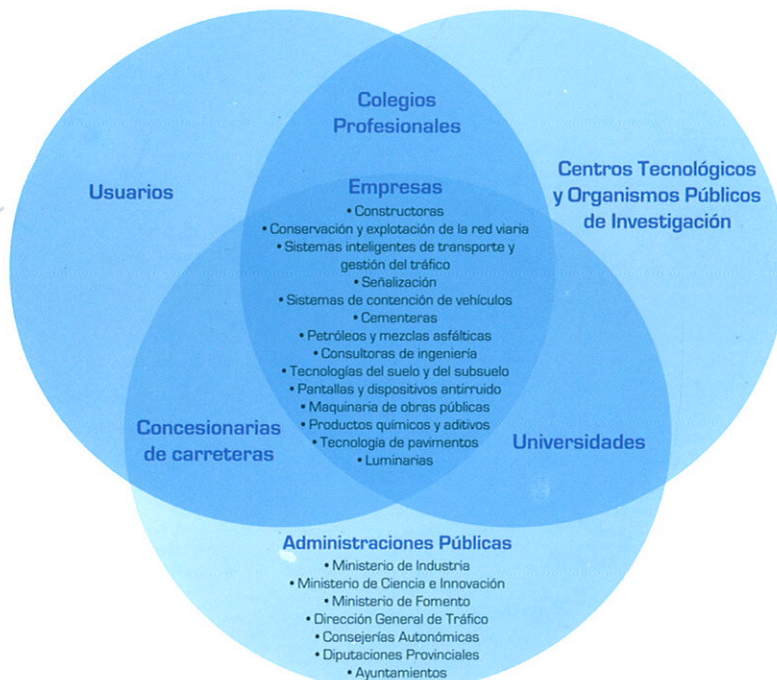 Colegios
Profesionales
Usuarios
Centros Tecnológicos
y Organismos Públicos
de Investigación
Empresas
• Constructoras
• Conservación y explotación de la red viaria
• Sistemas inteligentes de transporte y
gestión del tráfico
• Señalización
• Sistemas de contención de vehículos
• Cementeras
• Petróleos y mezclas asfálticas
• Consultoras de ingeniería
• Tecnologías del suelo y del subsuelo
• Pantallas y dispositivos antirruido
• Maquinaria de obras públicas
• Productos químicos y aditivos
• Tecnología de pavimentos
• Luminarias
Concesionarias
de carreteras
Universidades
Administraciones Públicas
• Ministerio de Industria
• Ministerio de Ciencia e Innovación
• Ministerio de Fomento
• Dirección General de Tráfico
• Consejerías Autonómicas
• Diputaciones Provinciales
• Ayuntamientos